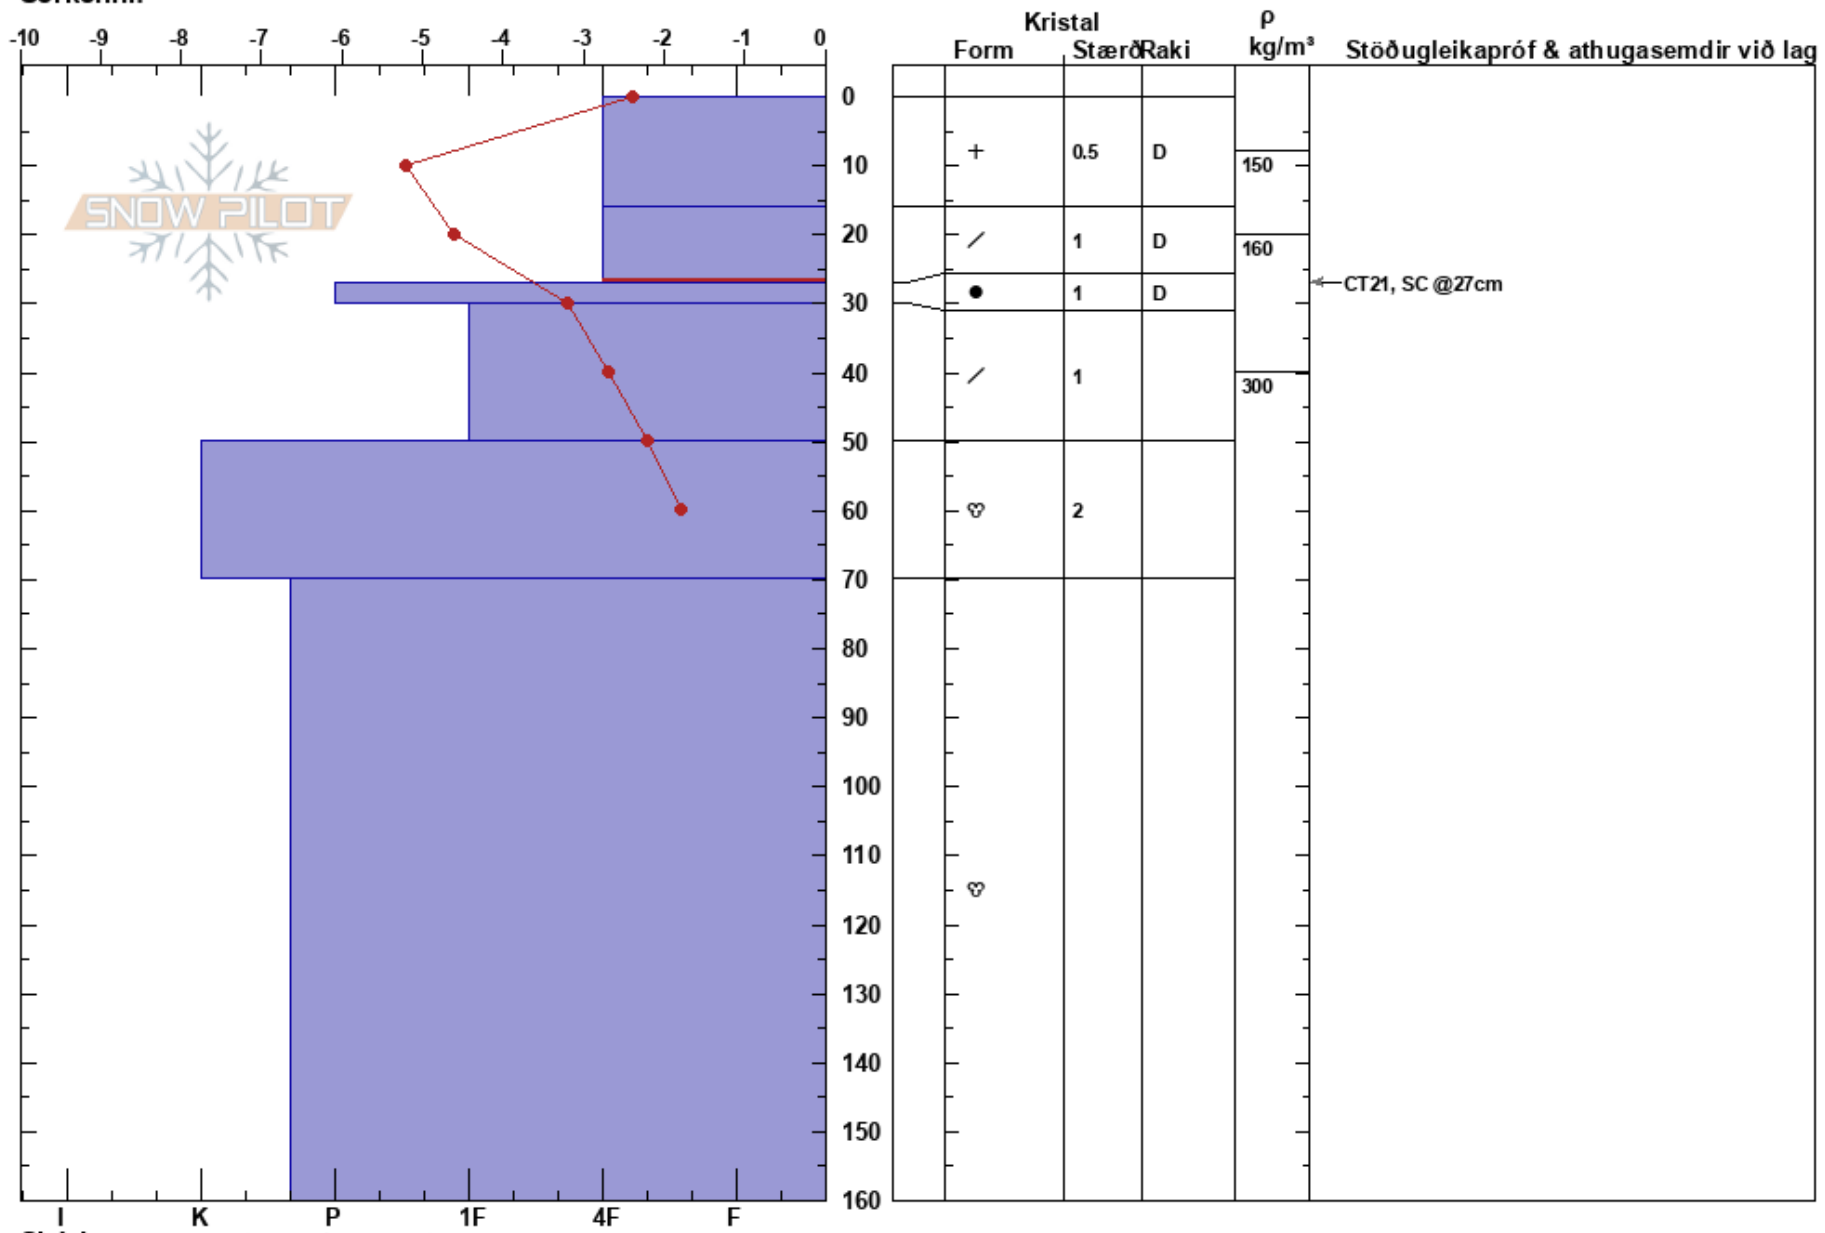 Kristal
ρ
-10 -9 -8 -7 -6 -5 -4 -3 -2 -1 0
Form Stærð Raki kg/m³ Stöðugleikapróf & athugasemdir við lag
0
+ 0.5 D
10 150
SNOW PILOT
20 1 D 160
CT21, SC @27cm
1 D
30
40 1 300
50
60 2
70
80
90
100
110
120
130
140
150
160
I K P 1F 4F F